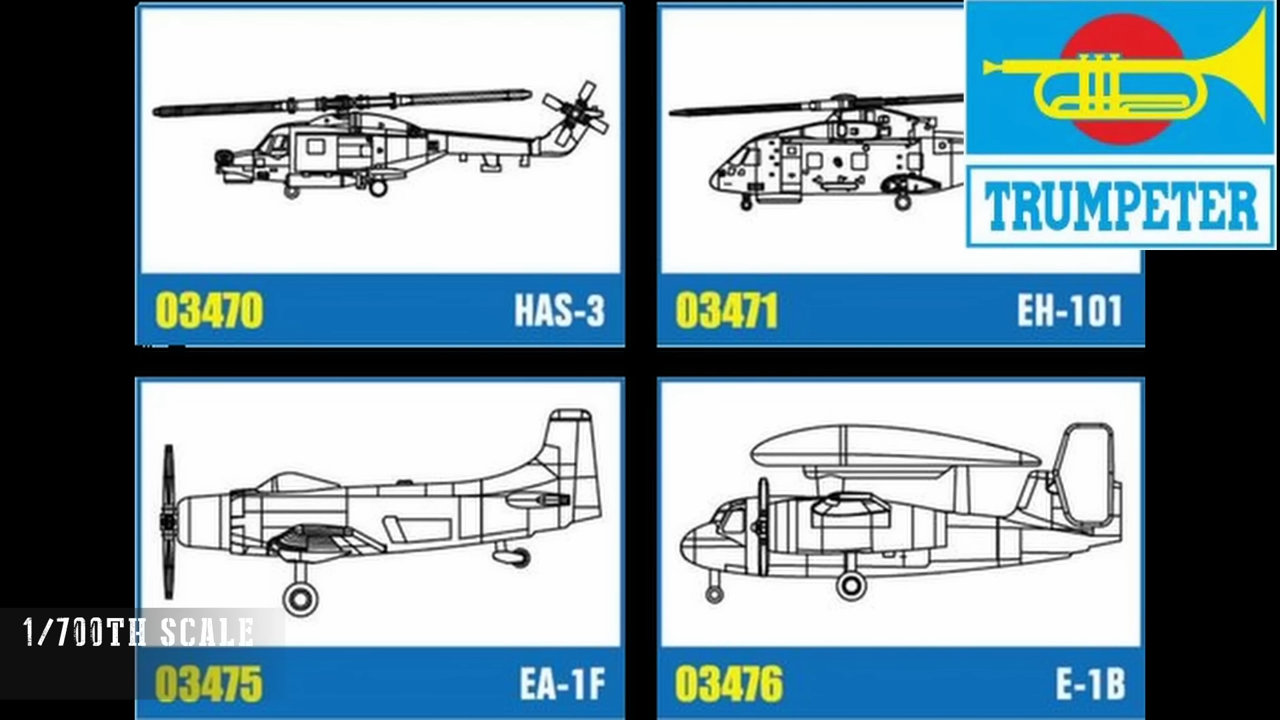 TRUMPETER
03470 HAS-3
03471 EH-101
1/700TH SCALE
03475 EA-1F
03476 E-1B